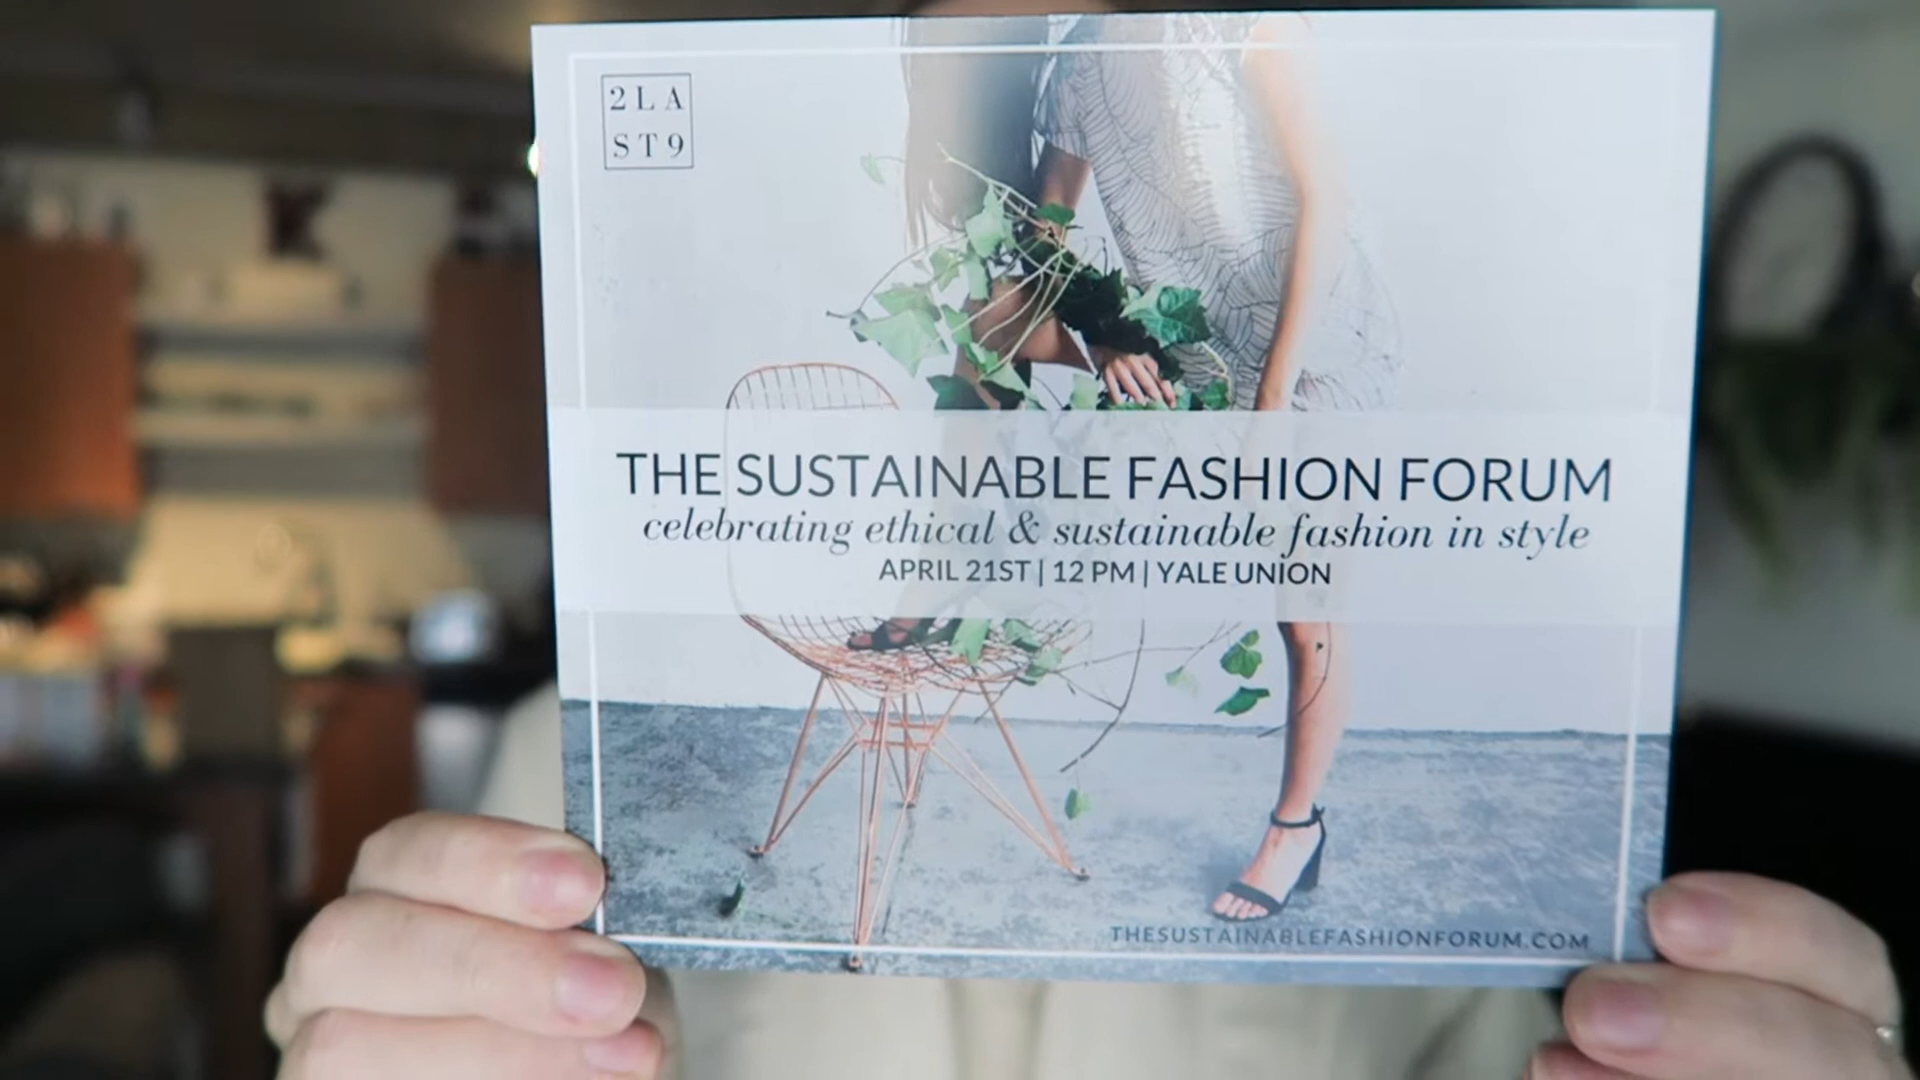 2LA
ST9
THE SUSTAINABLE FASHION FORUM
celebrating ethical & sustainable fashion in style
APRIL 21ST | 12 PM | YALE UNION
THESUSTAINABLEFASHIONFORUM.COM